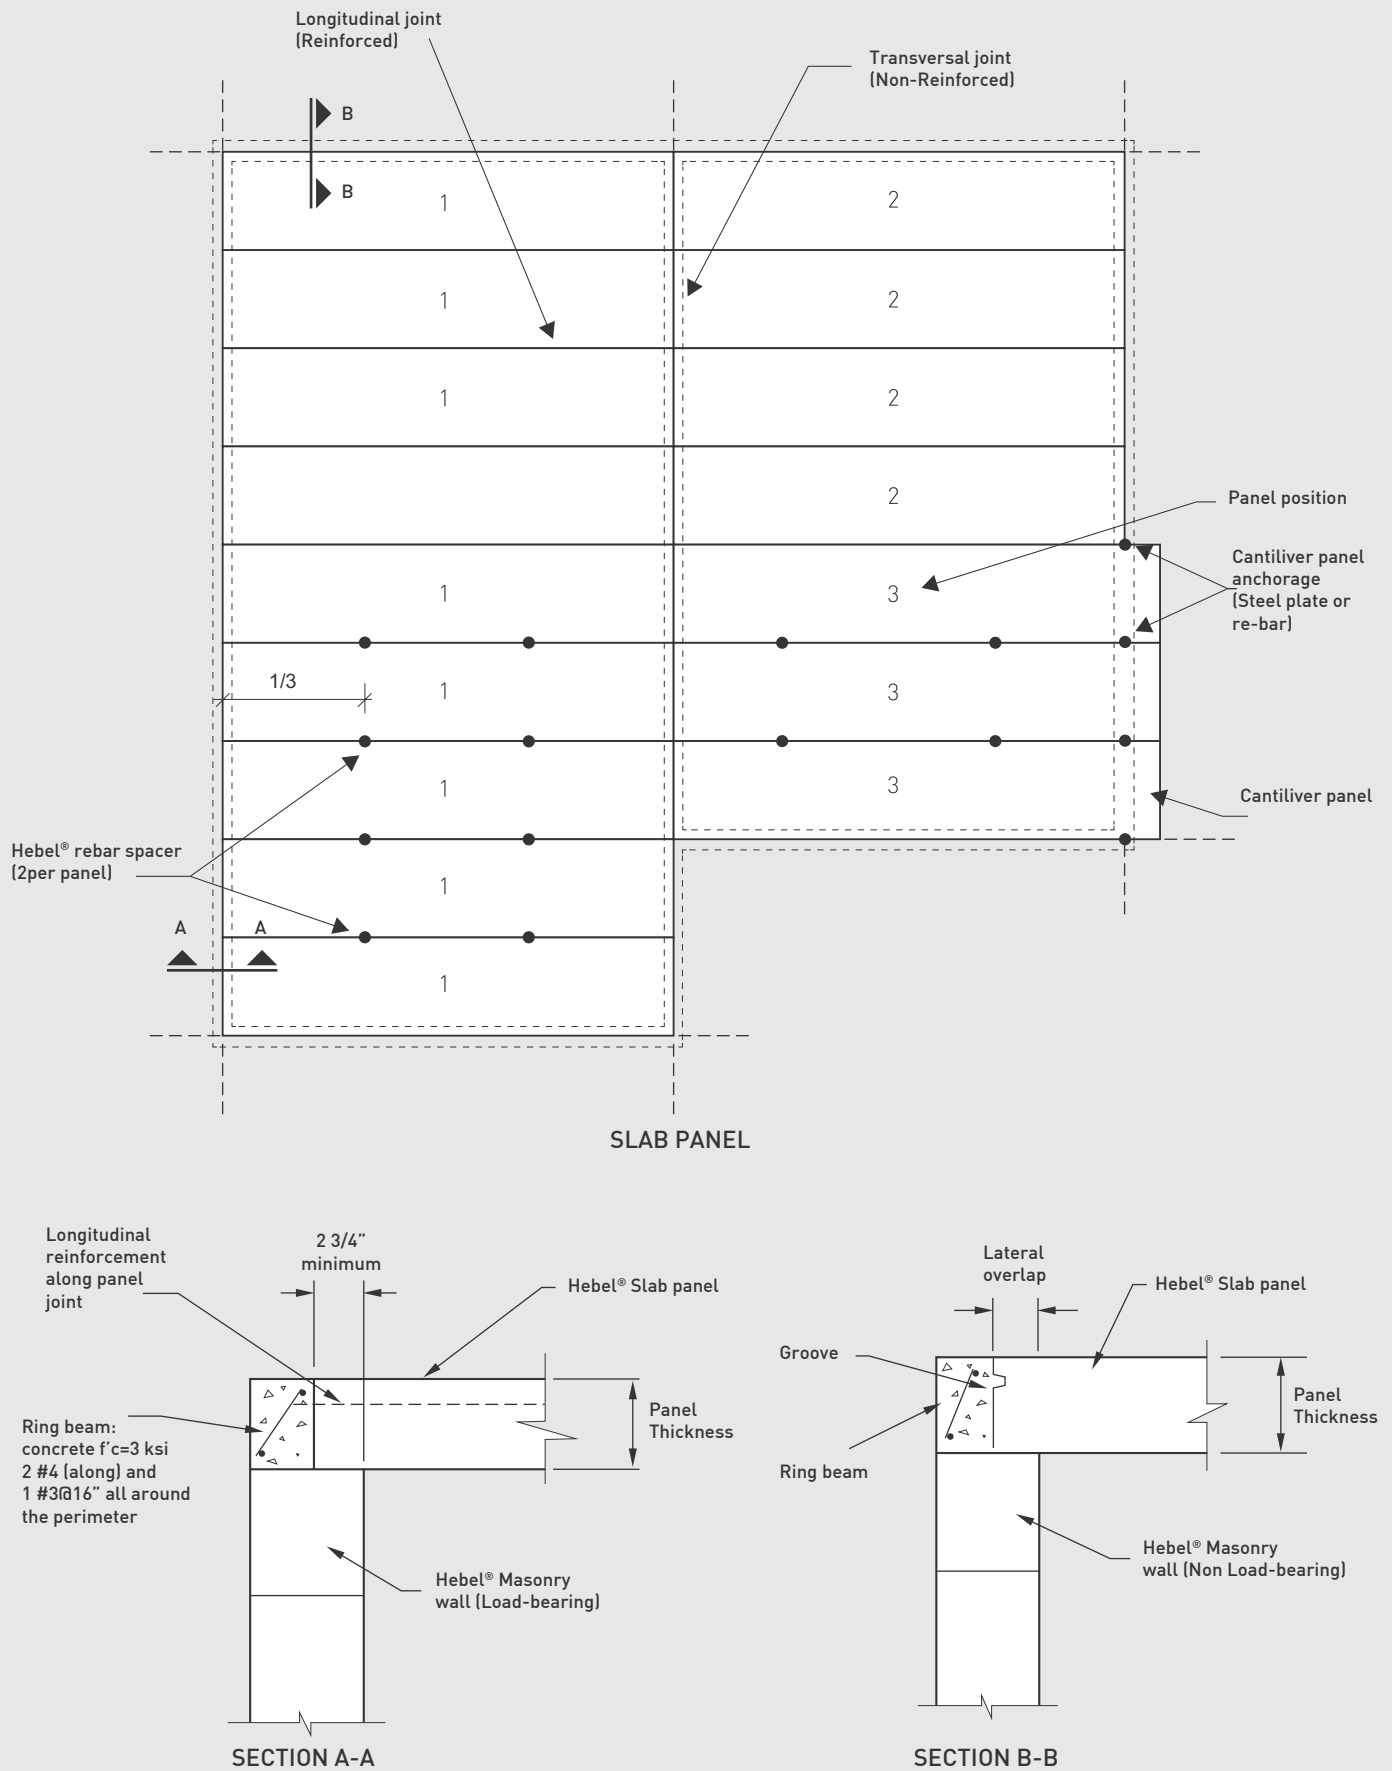 Longitudinal joint
(Reinforced)
Transversal joint
(Non-Reinforced)
B
B
1
2
1
2
1
2
2
Panel position
Cantiliver panel
anchorage
(Steel plate or
re-bar)
1
3
1/3
1
3
1
3
Cantiliver panel
Hebel® rebar spacer
(2per panel)
1
A
A
1
SLAB PANEL
Longitudinal
reinforcement
along panel
joint
2 3/4”
minimum
Hebel® Slab panel
Panel
Thickness
Ring beam:
concrete f’c=3 ksi
2 #4 (along) and
1 #3@16” all around
the perimeter
Hebel® Masonry
wall (Load-bearing)
SECTION A-A
Lateral
overlap
Hebel® Slab panel
Groove
Panel
Thickness
Ring beam
Hebel® Masonry
wall (Non Load-bearing)
SECTION B-B